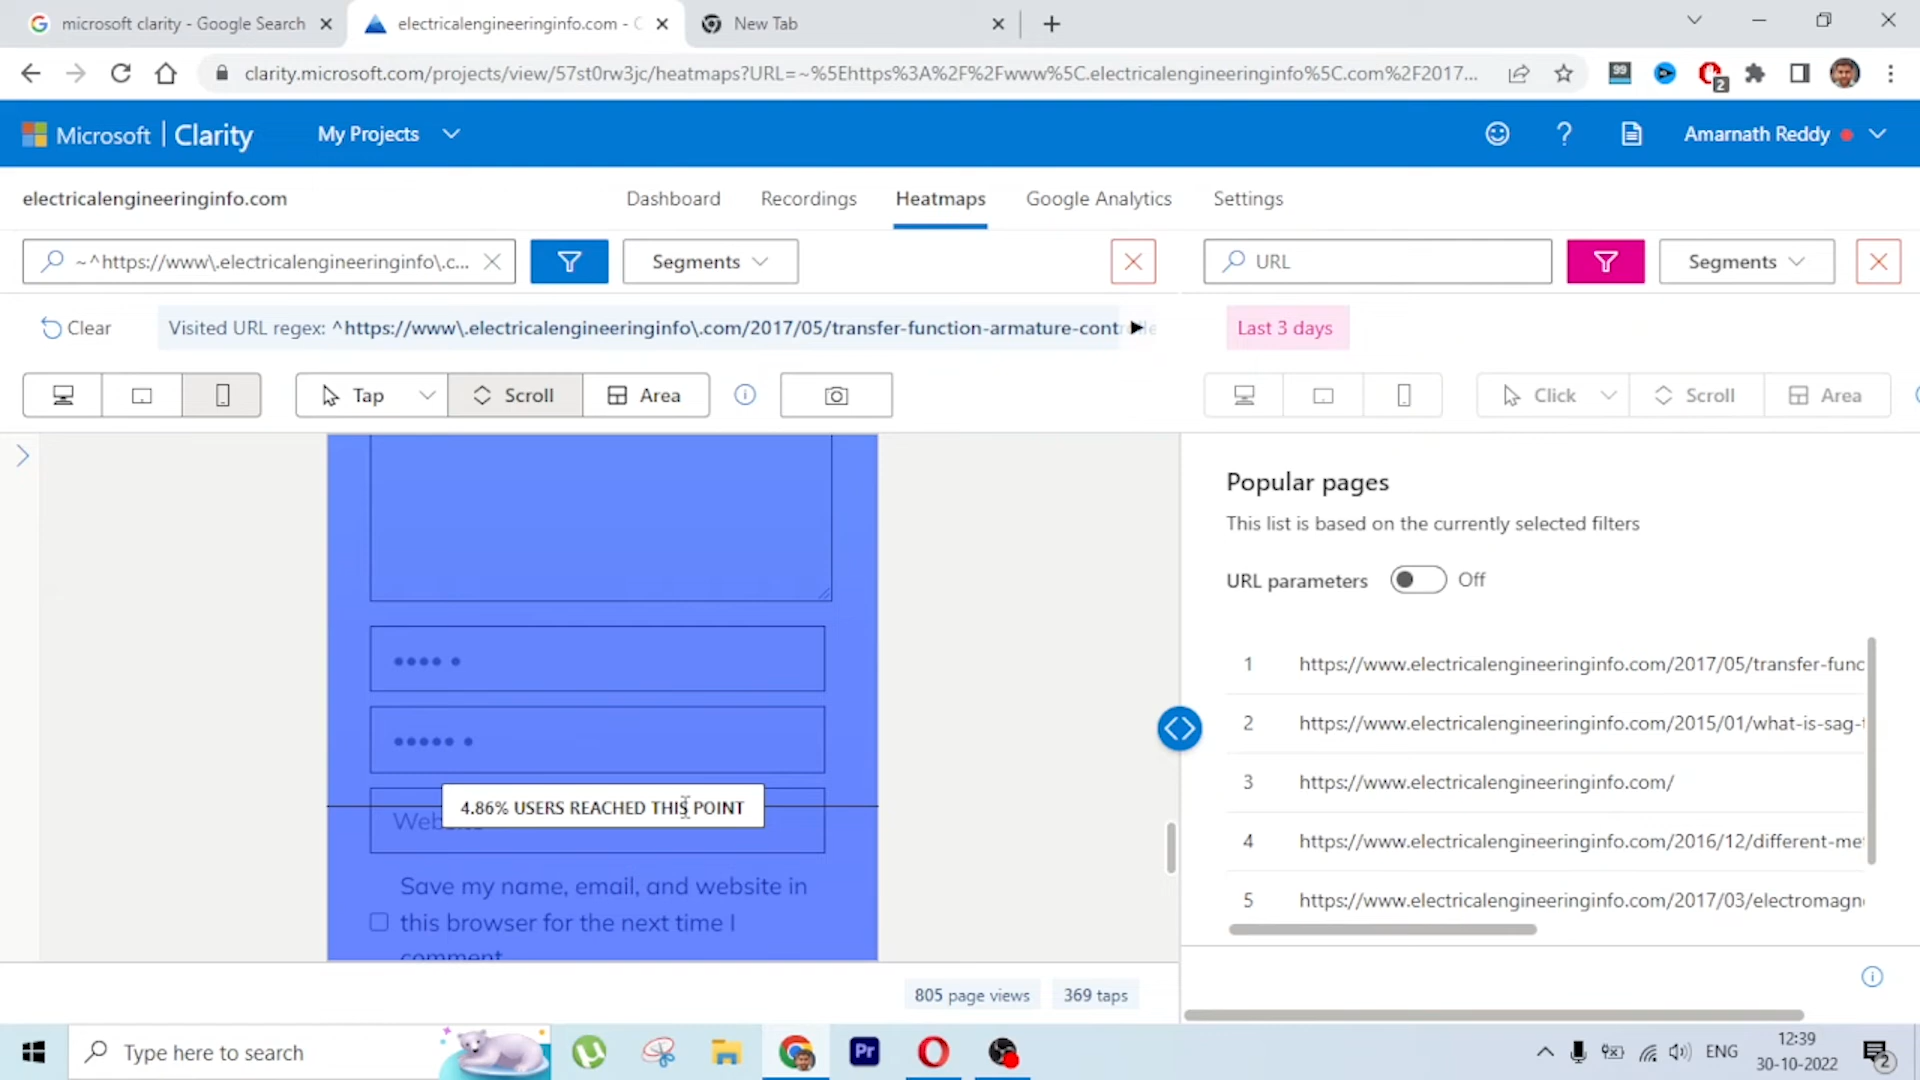 microsoft clarity - Google Search
electricalengineeringinfo.com - C
New Tab
clarity.microsoft.com/projects/view/57st0rw3jc/heatmaps?URL=~%5Ehttps%3A%2F%2Fwww%5C.electricalengineeringinfo%5C.com%2F2017...
99
2
Microsoft | Clarity
My Projects
?
Amarnath Reddy
electricalengineeringinfo.com
Dashboard
Recordings
Heatmaps
Google Analytics
Settings
~^https://www\.electricalengineeringinfo\.c...
Segments
URL
Segments
Clear
Visited URL regex: ^https://www\.electricalengineeringinfo\.com/2017/05/transfer-function-armature-controlle
Last 3 days
Tap
Scroll
Area
Click
Scroll
Area
Popular pages
This list is based on the currently selected filters
URL parameters
Off
1 https://www.electricalengineeringinfo.com/2017/05/transfer-func
2 https://www.electricalengineeringinfo.com/2015/01/what-is-sag-
3 https://www.electricalengineeringinfo.com/
4 https://www.electricalengineeringinfo.com/2016/12/different-me
5 https://www.electricalengineeringinfo.com/2017/03/electromagn
4.86% USERS REACHED THIS POINT
Website
Save my name, email, and website in
this browser for the next time I
comment.
805 page views
369 taps
Type here to search
Pr
ENG
12:39
30-10-2022
2